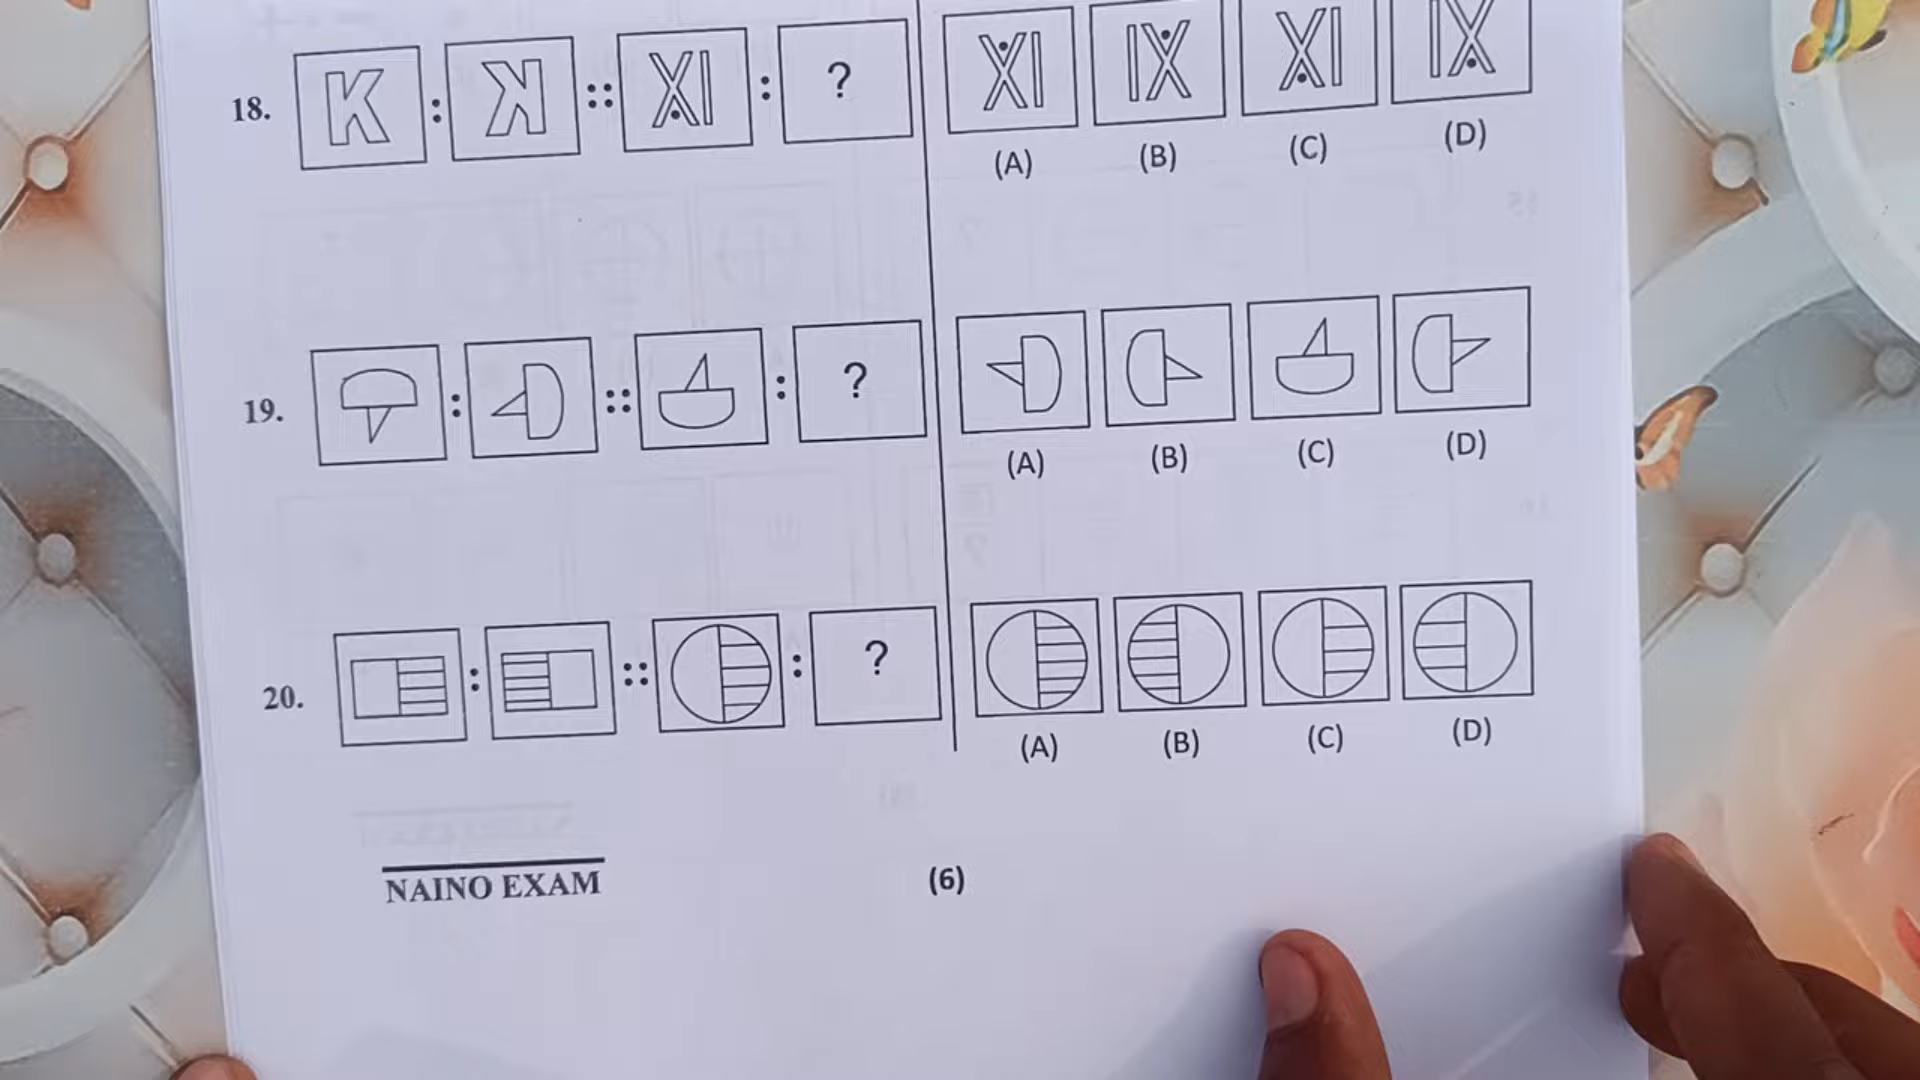 18. K : K :: XI : ? XI IX XI IX
(A) (B) (C) (D)
19. : :: : ?
(A) (B) (C) (D)
20. : :: : ?
(A) (B) (C) (D)
NAINO EXAM
(6)